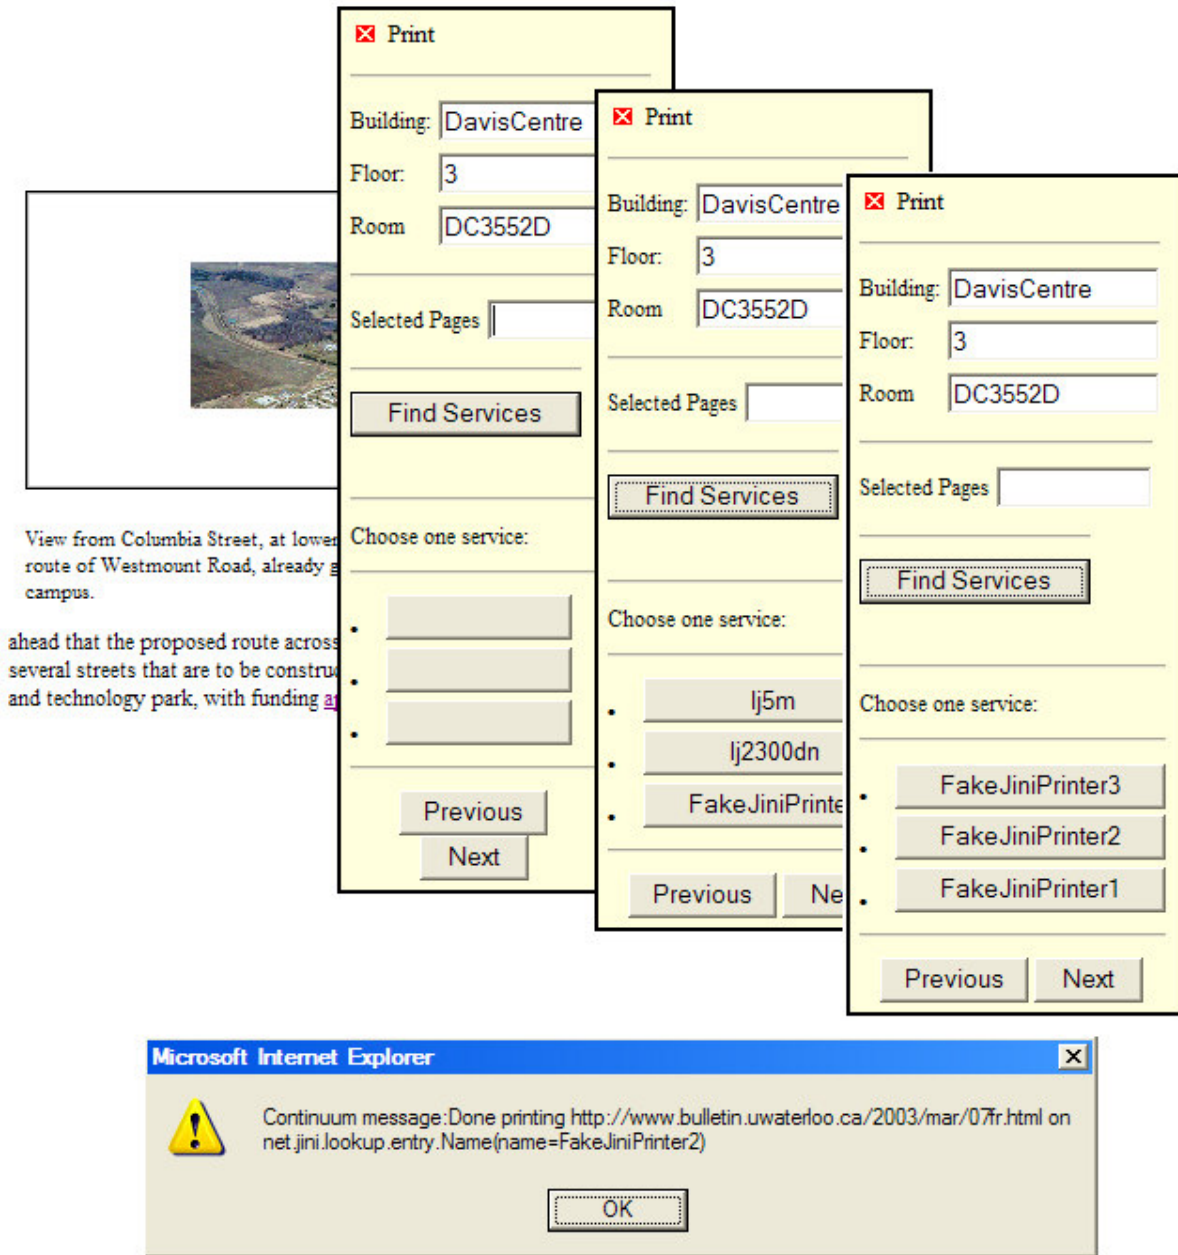 Print
Building: DavisCentre
Floor: 3
Room DC3552D
Selected Pages
Find Services
Choose one service:
Previous
Next
Print
Building: DavisCentre
Floor: 3
Room DC3552D
Selected Pages
Find Services
Choose one service:
lj5m
lj2300dn
FakeJiniPrinte
Previous Ne
Print
Building: DavisCentre
Floor: 3
Room DC3552D
Selected Pages
Find Services
Choose one service:
FakeJiniPrinter3
FakeJiniPrinter2
FakeJiniPrinter1
Previous Next
View from Columbia Street, at lower
route of Westmount Road, already
campus.
ahead that the proposed route across
several streets that are to be constru
and technology park, with funding
Microsoft Internet Explorer
Continuum message:Done printing http://www.bulletin.uwaterloo.ca/2003/mar/07fr.html on
net.jini.lookup.entry.Name(name=FakeJiniPrinter2)
OK